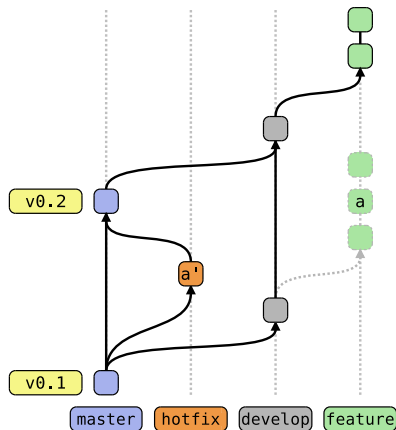 v0.2
a
a'
v0.1
master
hotfix
develop
feature